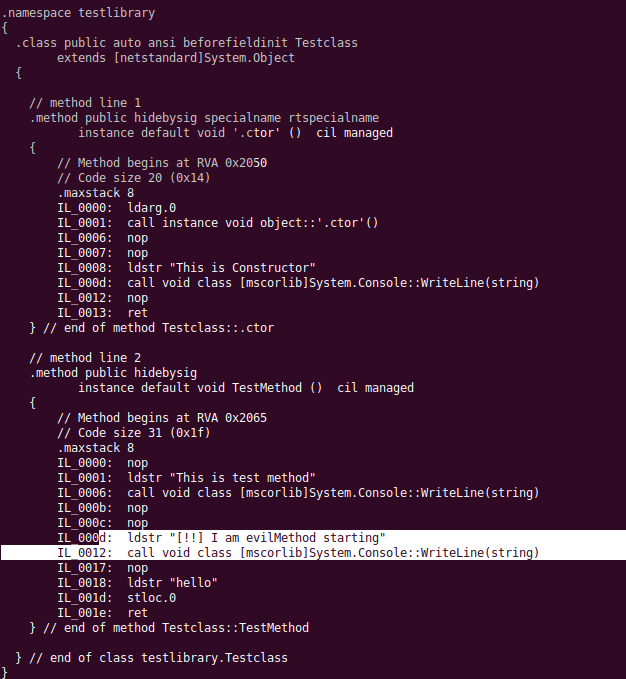 .namespace testlibrary
{
  .class public auto ansi beforefieldinit Testclass
        extends [netstandard]System.Object
  {

    // method line 1
    .method public hidebysig specialname rtspecialname
           instance default void '.ctor' ()  cil managed
    {
        // Method begins at RVA 0x2050
        // Code size 20 (0x14)
        .maxstack 8
        IL_0000:  ldarg.0
        IL_0001:  call instance void object::'.ctor'()
        IL_0006:  nop
        IL_0007:  nop
        IL_0008:  ldstr "This is Constructor"
        IL_000d:  call void class [mscorlib]System.Console::WriteLine(string)
        IL_0012:  nop
        IL_0013:  ret
    } // end of method Testclass::.ctor

    // method line 2
    .method public hidebysig
           instance default void TestMethod ()  cil managed
    {
        // Method begins at RVA 0x2065
        // Code size 31 (0x1f)
        .maxstack 8
        IL_0000:  nop
        IL_0001:  ldstr "This is test method"
        IL_0006:  call void class [mscorlib]System.Console::WriteLine(string)
        IL_000b:  nop
        IL_000c:  nop
        IL_000d:  ldstr "[!!] I am evilMethod starting"
        IL_0012:  call void class [mscorlib]System.Console::WriteLine(string)
        IL_0017:  nop
        IL_0018:  ldstr "hello"
        IL_001d:  stloc.0
        IL_001e:  ret
    } // end of method Testclass::TestMethod

  } // end of class testlibrary.Testclass
}